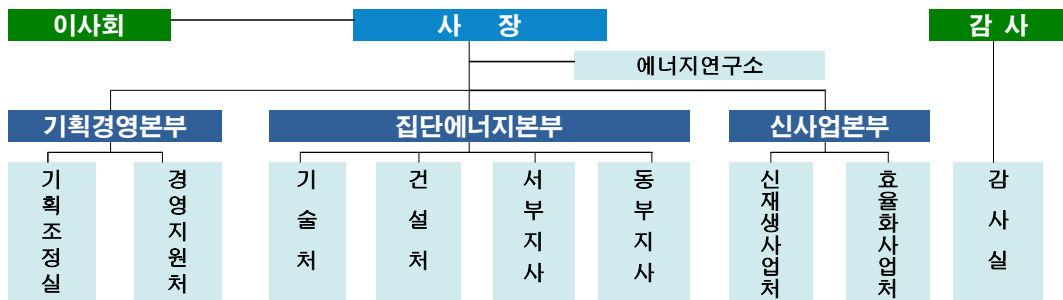 이사회
사 장
감 사
에너지연구소
기획경영본부
집단에너지본부
신사업본부
기획조정실
경영지원처
기술처
건설처
서부지사
동부지사
신재생사업처
효율화사업처
감사실